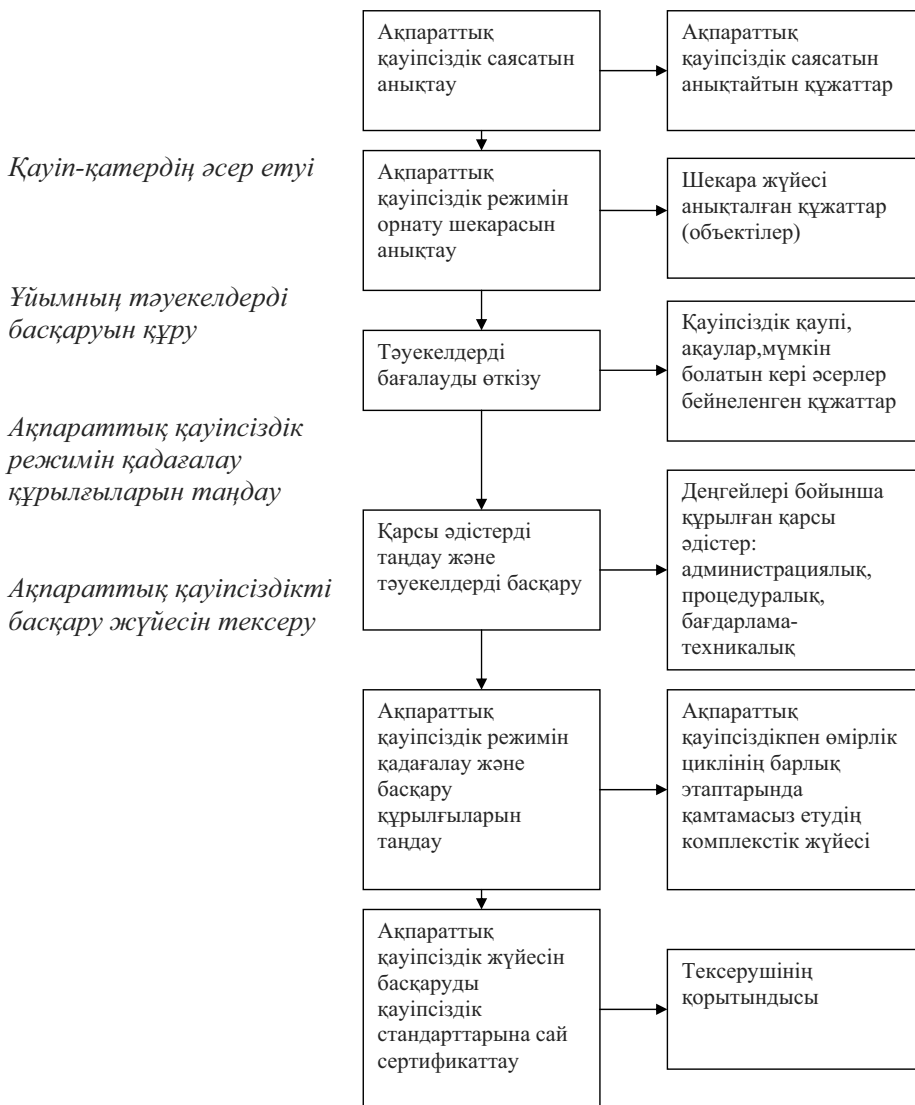 Ақпараттық
қауіпсіздік саясатын
анықтау
Ақпараттық
қауіпсіздік саясатын
анықтайтын құжаттар
Қауіп-қатердің әсер етуі
Ақпараттық
қауіпсіздік режимін
орнату шекарасын
анықтау
Шекара жүйесі
анықталған құжаттар
(объектілер)
Ұйымның тәуекелдерді
басқаруын құру
Тәуекелдерді
бағалауды өткізу
Қауіпсіздік қаупі,
ақаулар,мүмкін
болатын кері әсерлер
бейнеленген құжаттар
Ақпараттық қауіпсіздік
режимін қадағалау
құрылғыларын таңдау
Қарсы әдістерді
таңдау және
тәуекелдерді басқару
Деңгейлері бойынша
құрылған қарсы
әдістер:
администрациялық,
процедуралық,
бағдарлама-
техникалық
Ақпараттық қауіпсіздікті
басқару жүйесін тексеру
Ақпараттық
қауіпсіздік режимін
қадағалау және
басқару
құрылғыларын
таңдау
Ақпараттық
қауіпсіздікпен өмірлік
циклінің барлық
этаптарында
қамтамасыз етудің
комплекстік жүйесі
Ақпараттық
қауіпсіздік жүйесін
басқаруды
қауіпсіздік
стандарттарына сай
сертификаттау
Тексерушінің
қорытындысы